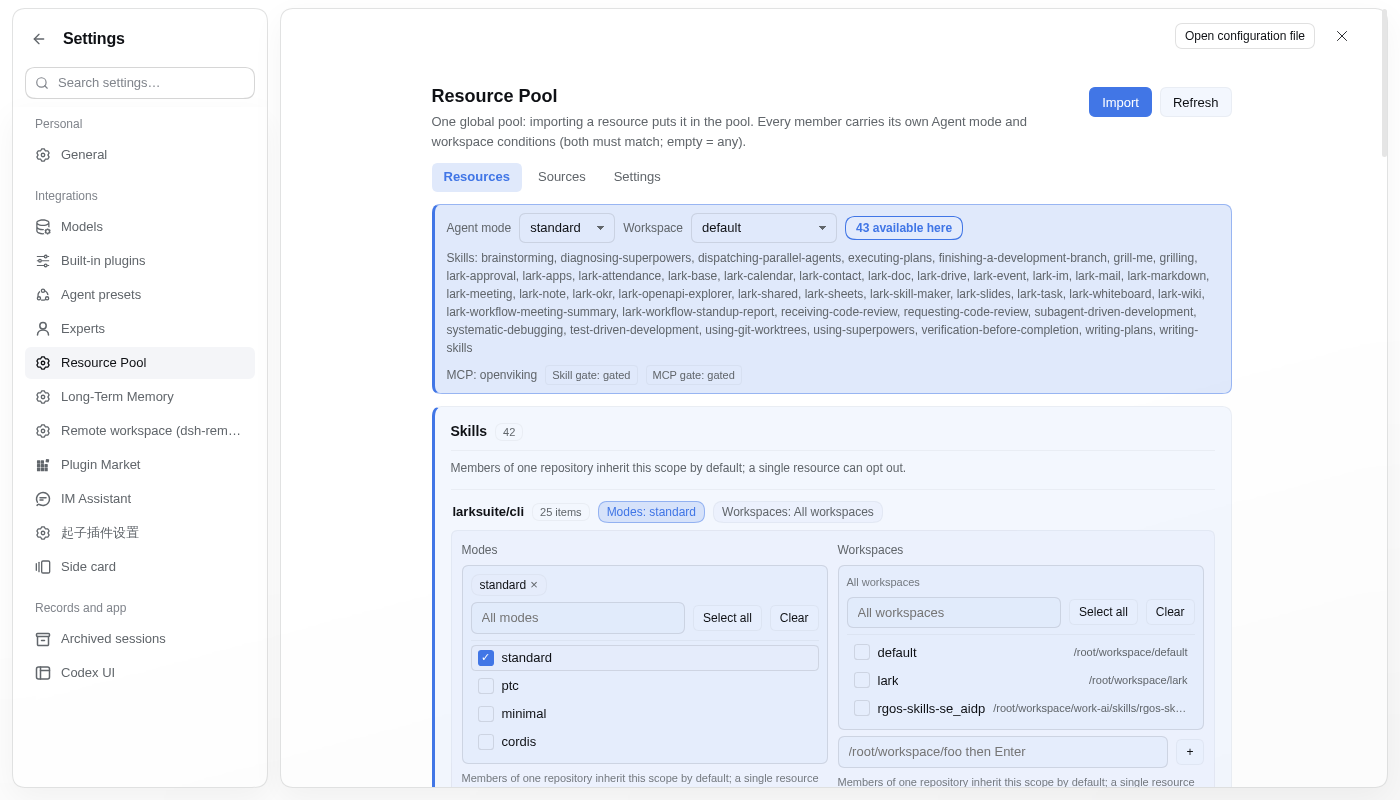 Settings
Search settings…
Personal
General
Integrations
Models
Built-in plugins
Agent presets
Experts
Resource Pool
Long-Term Memory
Remote workspace (dsh-rem…
Plugin Market
IM Assistant
起子插件设置
Side card
Records and app
Archived sessions
Codex UI
Open configuration file
Resource Pool
Import
Refresh
One global pool: importing a resource puts it in the pool. Every member carries its own Agent mode and
workspace conditions (both must match; empty = any).
Resources
Sources
Settings
Agent mode
standard
Workspace
default
43 available here
Skills: brainstorming, diagnosing-superpowers, dispatching-parallel-agents, executing-plans, finishing-a-development-branch, grill-me, grilling,
lark-approval, lark-apps, lark-attendance, lark-base, lark-calendar, lark-contact, lark-doc, lark-drive, lark-event, lark-im, lark-mail, lark-markdown,
lark-meeting, lark-note, lark-okr, lark-openapi-explorer, lark-shared, lark-sheets, lark-skill-maker, lark-slides, lark-task, lark-whiteboard, lark-wiki,
lark-workflow-meeting-summary, lark-workflow-standup-report, receiving-code-review, requesting-code-review, subagent-driven-development,
systematic-debugging, test-driven-development, using-git-worktrees, using-superpowers, verification-before-completion, writing-plans, writing-
skills
MCP: openviking
Skill gate: gated
MCP gate: gated
Skills
42
Members of one repository inherit this scope by default; a single resource can opt out.
larksuite/cli
25 items
Modes: standard
Workspaces: All workspaces
Modes
standard ×
All modes
Select all
Clear
standard
ptc
minimal
cordis
Members of one repository inherit this scope by default; a single resource
Workspaces
All workspaces
All workspaces
Select all
Clear
default
/root/workspace/default
lark
/root/workspace/lark
rgos-skills-se_aidp
/root/workspace/work-ai/skills/rgos-sk…
/root/workspace/foo then Enter
+
Members of one repository inherit this scope by default; a single resource